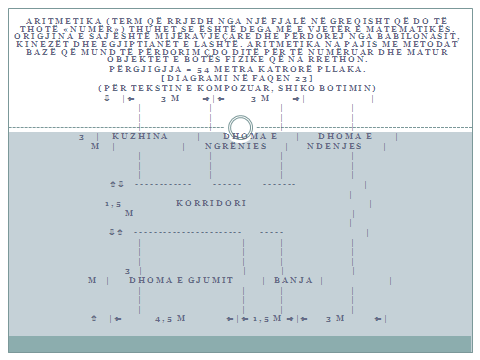 ARITMETIKA (TERM QË RRJEDH NGA NJË FJALË NË GREQISHT QË DO TË
THOTË «NUMËR») THUHET SE ËSHTË DEGA MË E VJETËR E MATEMATIKËS.
ORIGJINA E SAJ ËSHTË MIJËRAVJEÇARE DHE PËRDOREJ NGA BABILONASIT,
KINEZËT DHE EGJIPTIANËT E LASHTË. ARITMETIKA NA PAJIS ME METODAT
BAZË QË MUND TË PËRDORIM ÇDO DITË PËR TË NUMËRUAR DHE MATUR
OBJEKTET E BOTËS FIZIKE QË NA RRETHON.
PËRGJIGJJA = 54 METRA KATRORË PLLAKA.
[DIAGRAMI NË FAQEN 23]
(PËR TEKSTIN E KOMPOZUAR, SHIKO BOTIMIN)
⇩ |⇐ 3 M ⇒|⇐ 3 M ⇒| |
3 | KUZHINA | DHOMA E | DHOMA E |
M | | NGRËNIES | NDENJES |
⇧⇩ ------------ ------ ------- |
1,5 KORRIDORI |
M |
⇩⇧ ----------------------- ----- |
3 | | | |
M | DHOMA E GJUMIT | BANJA | |
⇧ |⇐ 4,5 M ⇒|⇐ 1,5 M ⇒|⇐ 3 M ⇒|